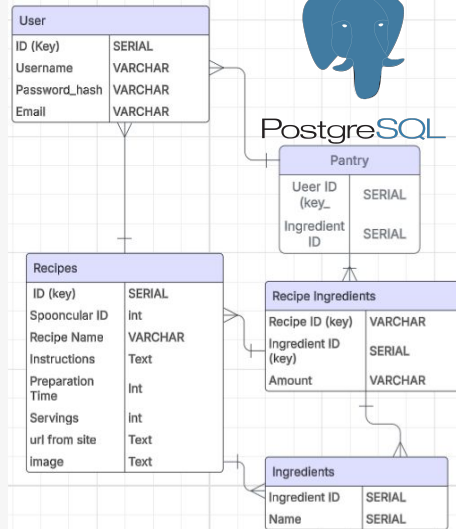 User
ID (Key) SERIAL
Username VARCHAR
Password_hash VARCHAR
Email VARCHAR
PostgreSQL
Pantry
Ueer ID
(key_ SERIAL
Ingredient
ID SERIAL
Recipes
ID (key) SERIAL
Spooncular ID int
Recipe Name VARCHAR
Instructions Text
Preparation
Time Int
Servings int
url from site Text
image Text
Recipe Ingredients
Recipe ID (key) VARCHAR
Ingredient ID
(key) SERIAL
Amount VARCHAR
Ingredients
Ingredient ID SERIAL
Name SERIAL